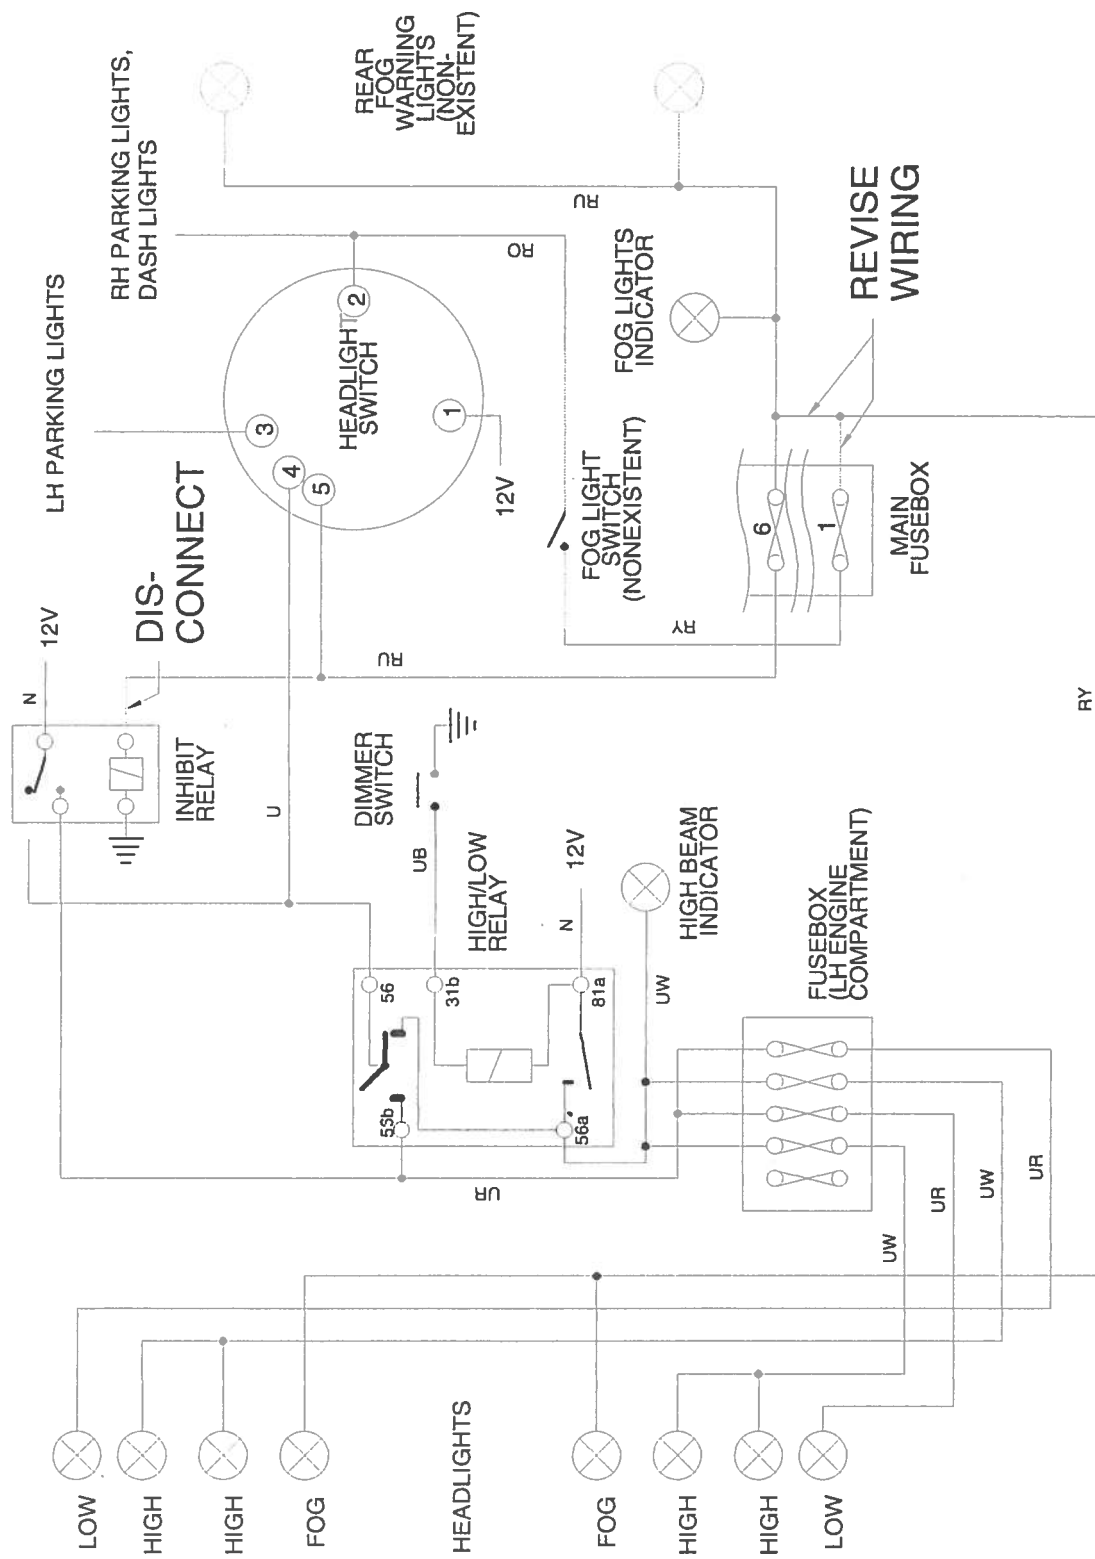 LOW
HIGH
HIGH
FOG
HEADLIGHTS
FOG
HIGH
HIGH
LOW
N
12V
INHIBIT
RELAY
DIS-
CONNECT
LH PARKING LIGHTS
RH PARKING LIGHTS,
DASH LIGHTS
U
RU
3
4
5
2
1
HEADLIGHT
SWITCH
12V
REAR
FOG
WARNING
LIGHTS
(NON-
EXISTENT)
DIMMER
SWITCH
UB
56
31b
81a
56b
56a
HIGH/LOW
RELAY
N
12V
UR
RO
RU
FOG LIGHT
SWITCH
(NONEXISTENT)
FOG LIGHTS
INDICATOR
RY
UW
HIGH BEAM
INDICATOR
6
1
MAIN
FUSEBOX
REVISE
WIRING
FUSEBOX
(LH ENGINE
COMPARTMENT)
UW
UR
UW
UR
RY